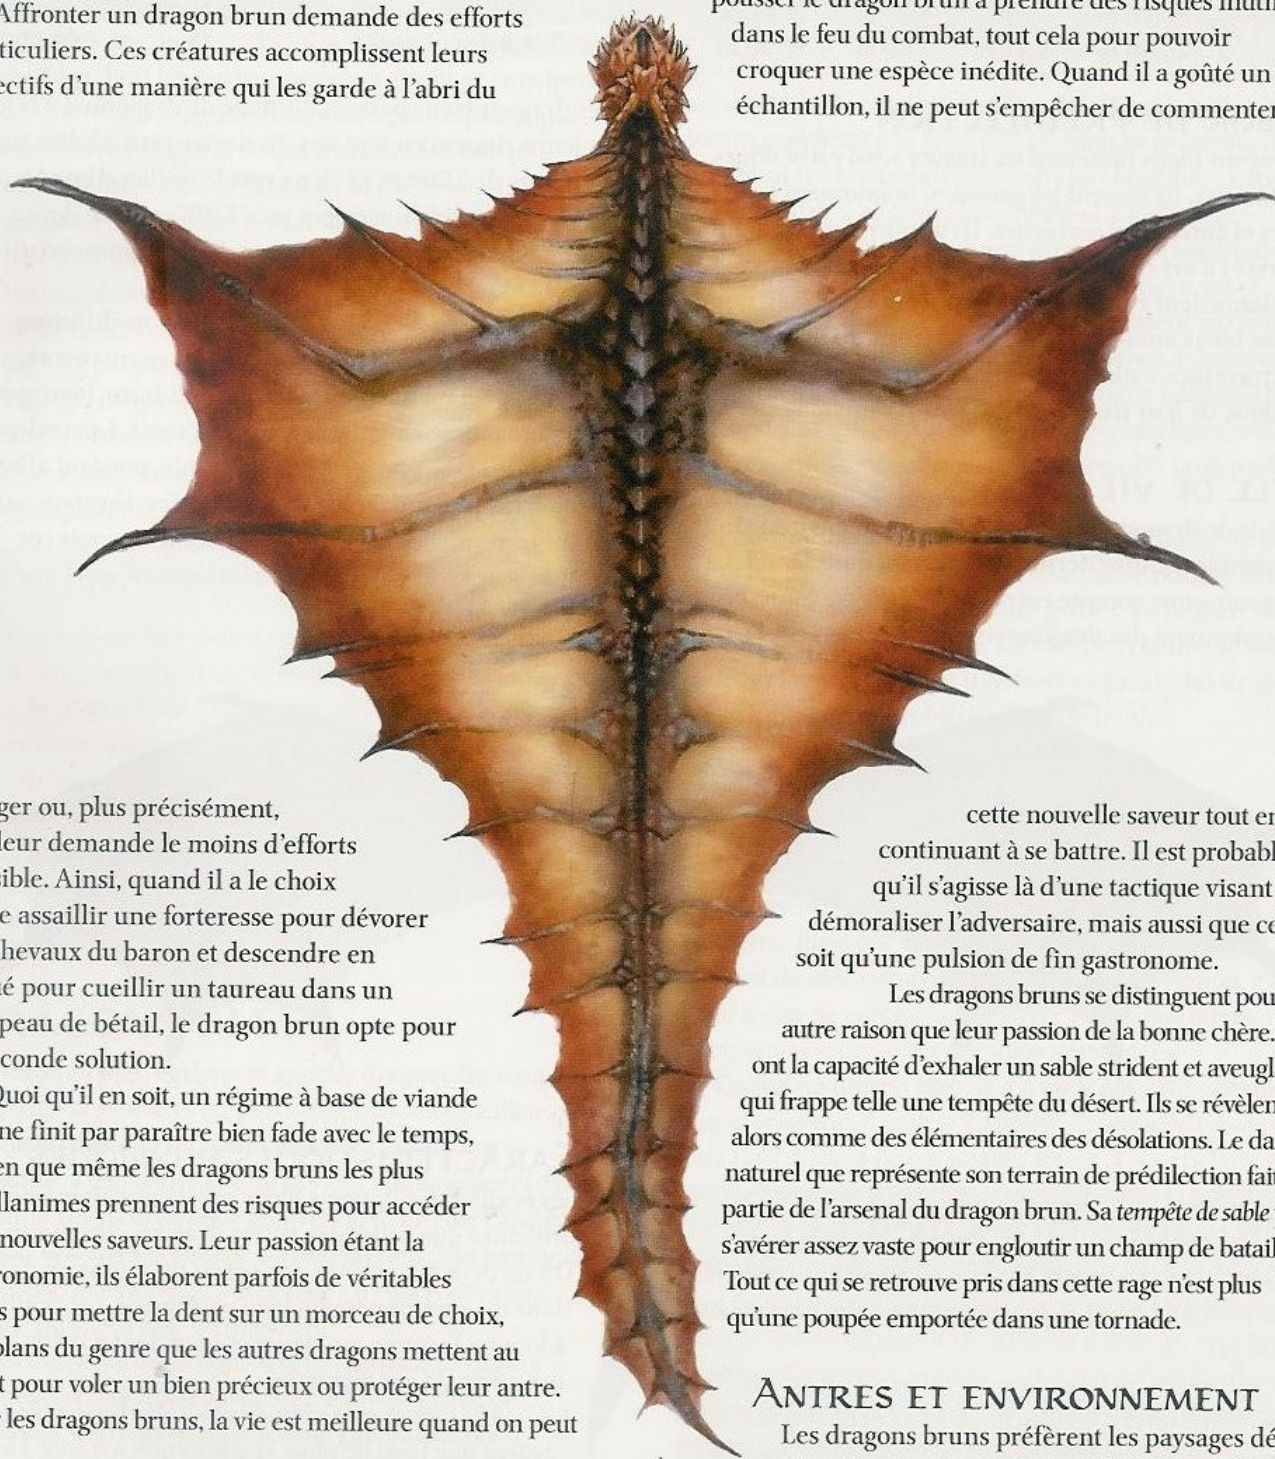 Affronter un dragon brun demande des efforts
ticuliers. Ces créatures accomplissent leurs
ectifs d'une manière qui les garde à l'abri du
ger ou, plus précisément,
leur demande le moins d'efforts
sible. Ainsi, quand il a le choix
e assaillir une forteresse pour dévorer
hevaux du baron et descendre en
ué pour cueillir un taureau dans un
peau de bétail, le dragon brun opte pour
conde solution.
Quoi qu'il en soit, un régime à base de viande
ne finit par paraître bien fade avec le temps,
en que même les dragons bruns les plus
llanimes prennent des risques pour accéder
nouvelles saveurs. Leur passion étant la
ronomie, ils élaborent parfois de véritables
s pour mettre la dent sur un morceau de choix,
plans du genre que les autres dragons mettent au
t pour voler un bien précieux ou protéger leur antre.
les dragons bruns, la vie est meilleure quand on peut
pousser le dragon brun à prendre des risques inutil
dans le feu du combat, tout cela pour pouvoir
croquer une espèce inédite. Quand il a goûté un
échantillon, il ne peut s'empêcher de commenter
cette nouvelle saveur tout en
continuant à se battre. Il est probabl
qu'il s'agisse là d'une tactique visant
démoraliser l'adversaire, mais aussi que ce
soit qu'une pulsion de fin gastronome.
Les dragons bruns se distinguent pou
autre raison que leur passion de la bonne chère.
ont la capacité d'exhaler un sable strident et aveugl
qui frappe telle une tempête du désert. Ils se révèlen
alors comme des élémentaires des désolations. Le da
naturel que représente son terrain de prédilection fait
partie de l'arsenal du dragon brun. Sa tempête de sable
s'avérer assez vaste pour engloutir un champ de batail
Tout ce qui se retrouve pris dans cette rage n'est plus
qu'une poupée emportée dans une tornade.
ANTRES ET ENVIRONNEMENT
Les dragons bruns préfèrent les paysages dé